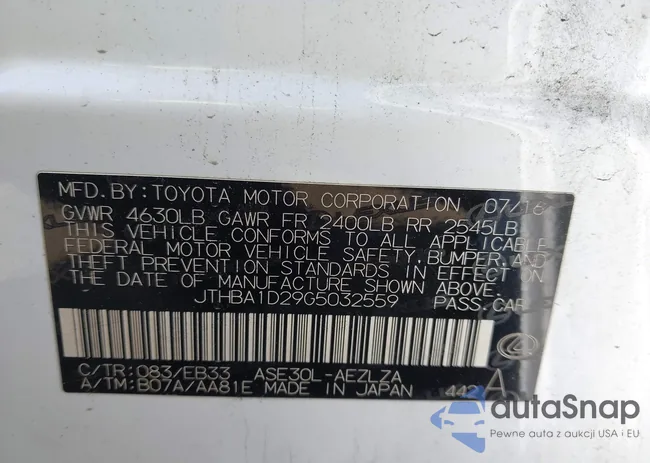 MFD. BY: TOYOTA MOTOR CORPORATION 07/16
GVWR 4630LB GAWR FR 2400LB RR 2545LB
THIS VEHICLE CONFORMS TO ALL APPLICABLE
FEDERAL MOTOR VEHICLE SAFETY, BUMPER, AND
THEFT PREVENTION STANDARDS IN EFFECT ON
THE DATE OF MANUFACTURE SHOWN ABOVE.
JTHBA1D29G5032559 PASS CAR
C/TR: 083/EB33 ASE30L-AEZLZA
A/TM: B07A/AA81E MADE IN JAPAN A
autaSnap
Pewne auta z aukcji USA i EU